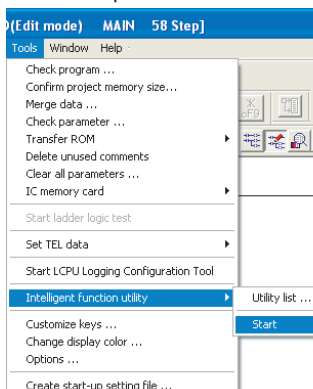 )(Edit mode)   MAIN   58 Step]
Tools Window Help
Check program ...
Confirm project memory size...
Merge data ...
Check parameter ...
Transfer ROM
Delete unused comments
Clear all parameters ...
IC memory card
Start ladder logic test
Set TEL data
Start LCPU Logging Configuration Tool
Intelligent function utility
Utility list ...
Customize keys ...
Start
Change display color ...
Options ...
Create start-up setting file ...